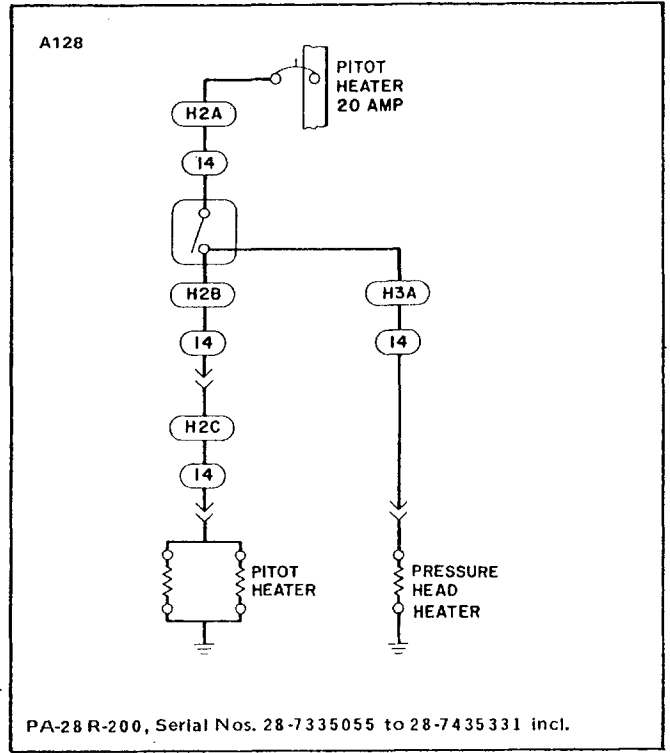 A128
PITOT
HEATER
20 AMP
H2A
14
H2B
H3A
14
14
H2C
14
PITOT
HEATER
PRESSURE
HEAD
HEATER
PA-28R-200, Serial Nos. 28-7335055 to 28-7435331 incl.